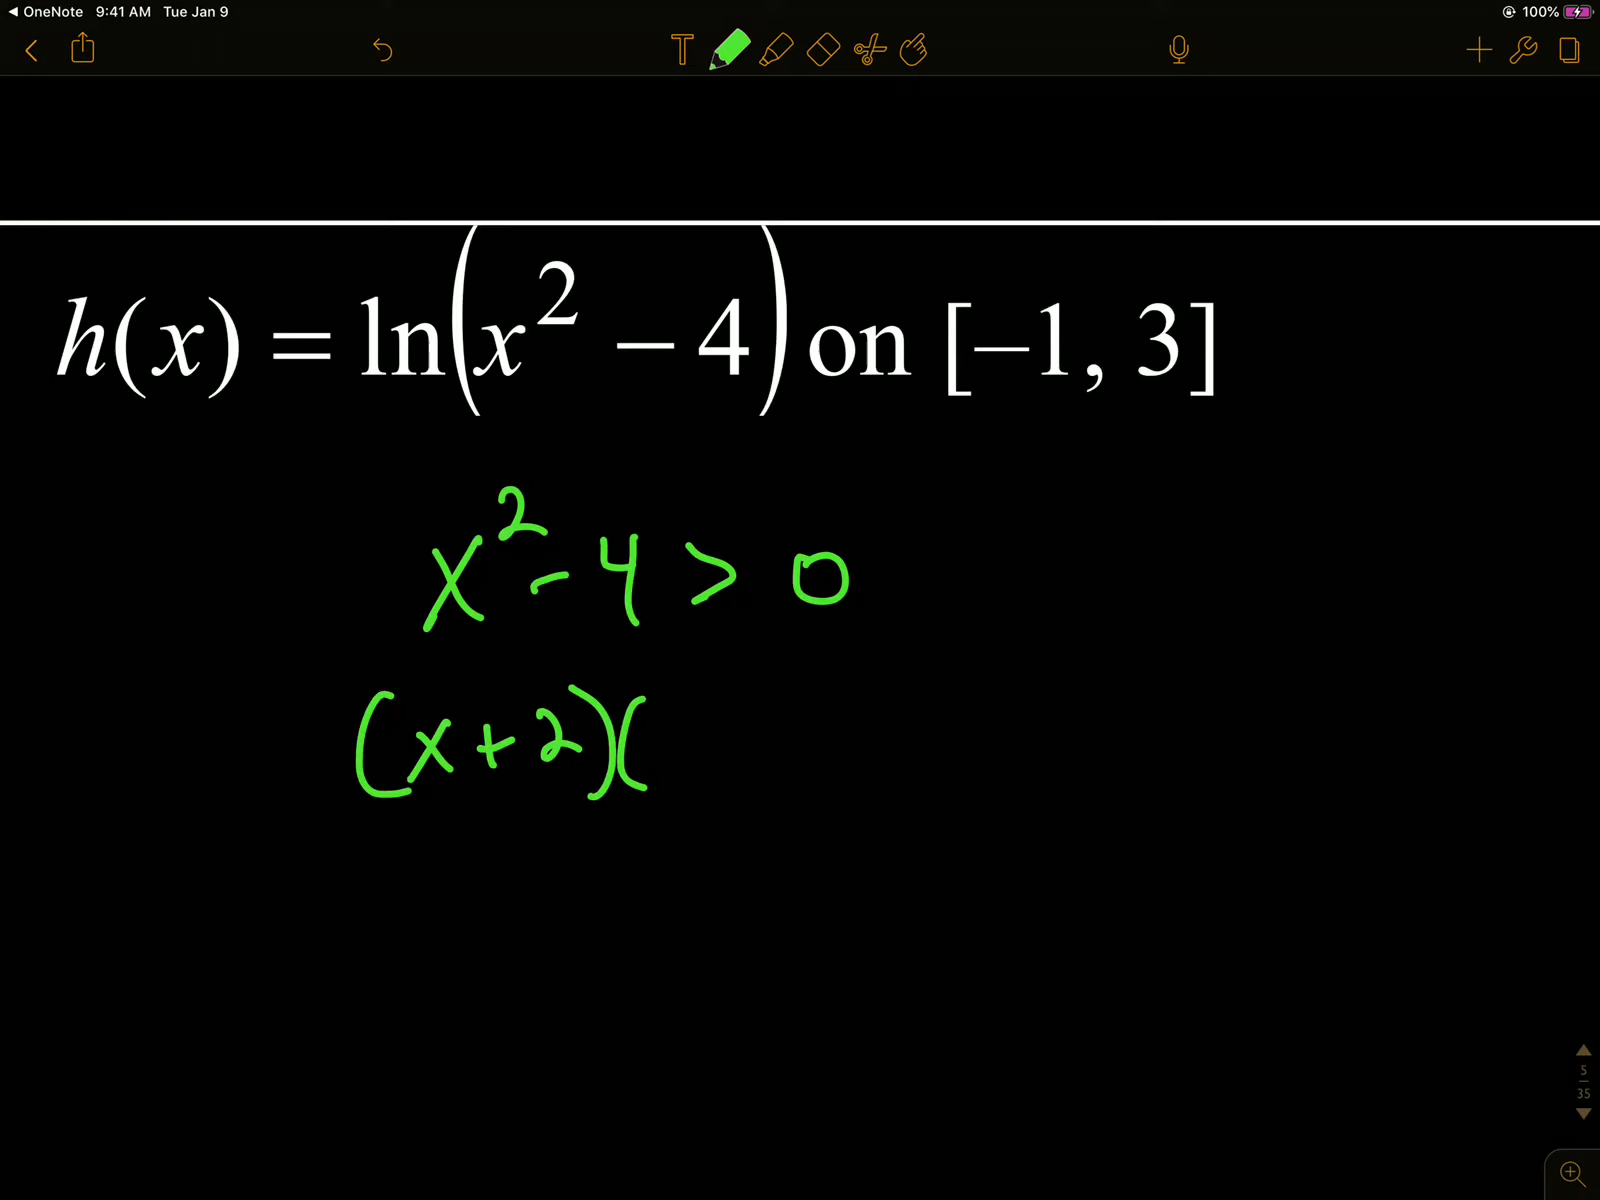 ◀ OneNote 9:41 AM Tue Jan 9 100%
T
h(x) = ln(x² − 4) on [−1, 3]
x² - 4 > 0
(x + 2)(
5
35